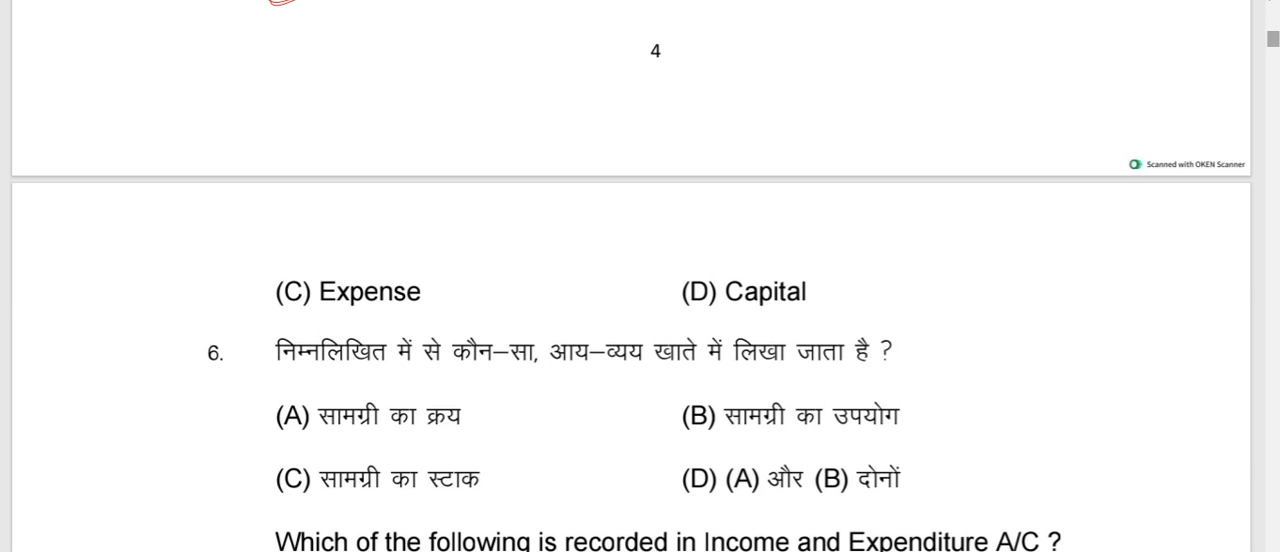 4
Scanned with OKEN Scanner
(C) Expense (D) Capital
6. निम्नलिखित में से कौन–सा, आय–व्यय खाते में लिखा जाता है ?
(A) सामग्री का क्रय (B) सामग्री का उपयोग
(C) सामग्री का स्टाक (D) (A) और (B) दोनों
Which of the following is recorded in Income and Expenditure A/C ?